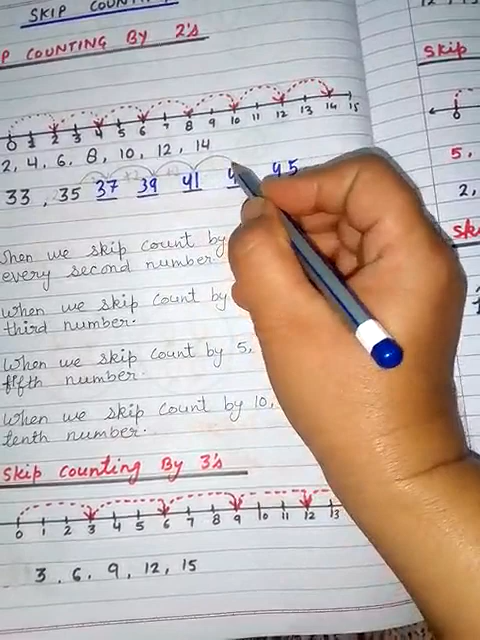 SKIP COUNTING
P COUNTING BY 2's
0 1 2 3 4 5 6 7 8 9 10 11 12 13 14 15
2, 4, 6, 8, 10, 12, 14
33, 35 37 39 41 45
When we skip count by
every second number.
When we skip count by
third number.
When we skip count by 5,
fifth number.
When we skip count by 10,
tenth number.
Skip Counting By 3's
0 1 2 3 4 5 6 7 8 9 10 11 12 13
3, 6, 9, 12, 15
Skip
0
5,
2,